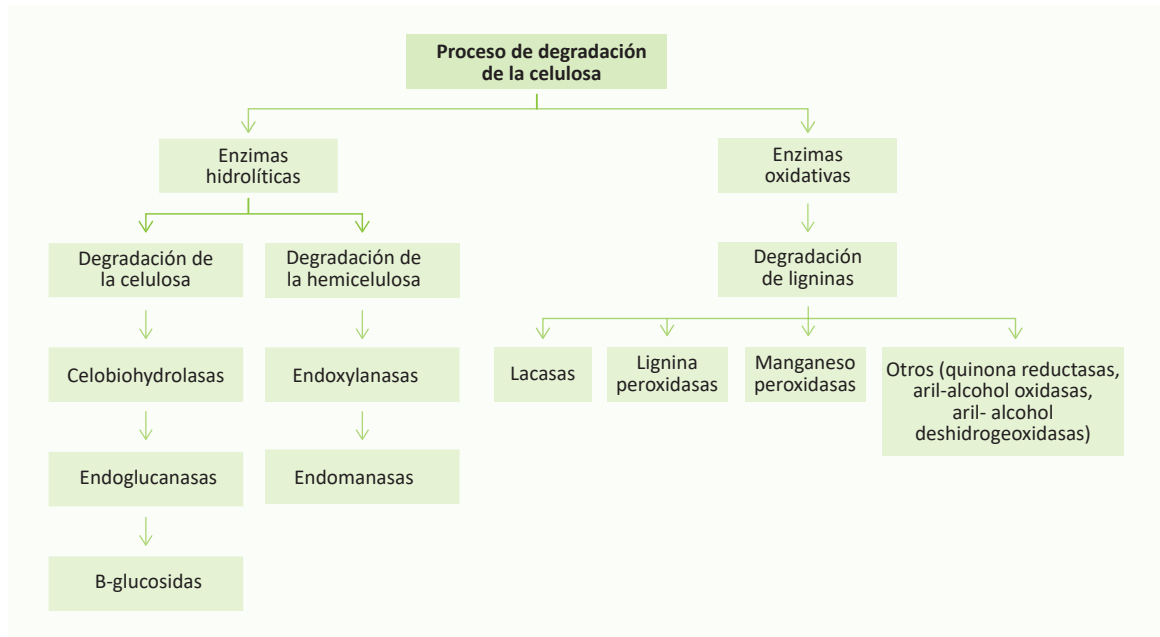 Proceso de degradación
de la celulosa
Enzimas
hidrolíticas
Enzimas
oxidativas
Degradación de
la celulosa
Degradación de
la hemicelulosa
Degradación
de ligninas
Celobiohydrolasas
Endoxylanasas
Lacasas
Lignina
peroxidasas
Manganeso
peroxidasas
Otros (quinona reductasas,
aril-alcohol oxidasas,
aril- alcohol
deshidrogeoxidasas)
Endoglucanasas
Endomanasas
B-glucosidas